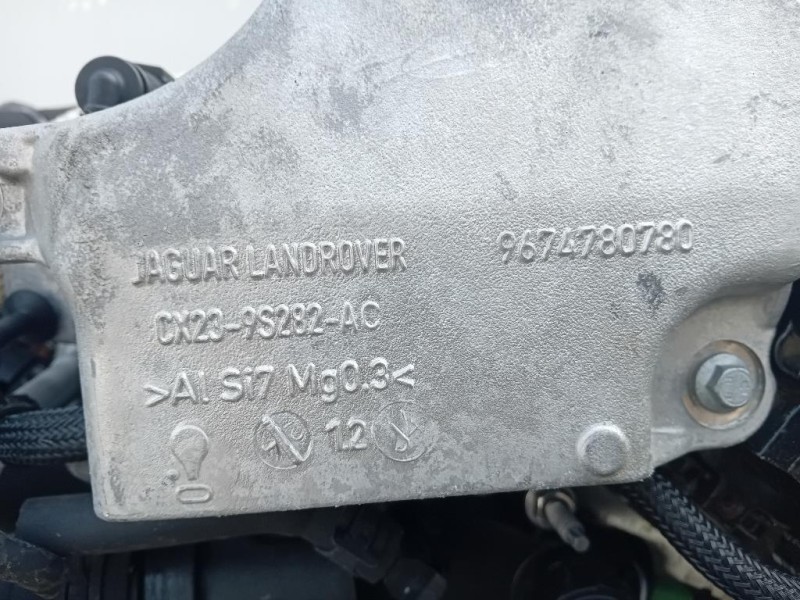 JAGUAR LANDROVER 9674780780
CX23-9S282-AC
>Al Si7 Mg0.3<
12